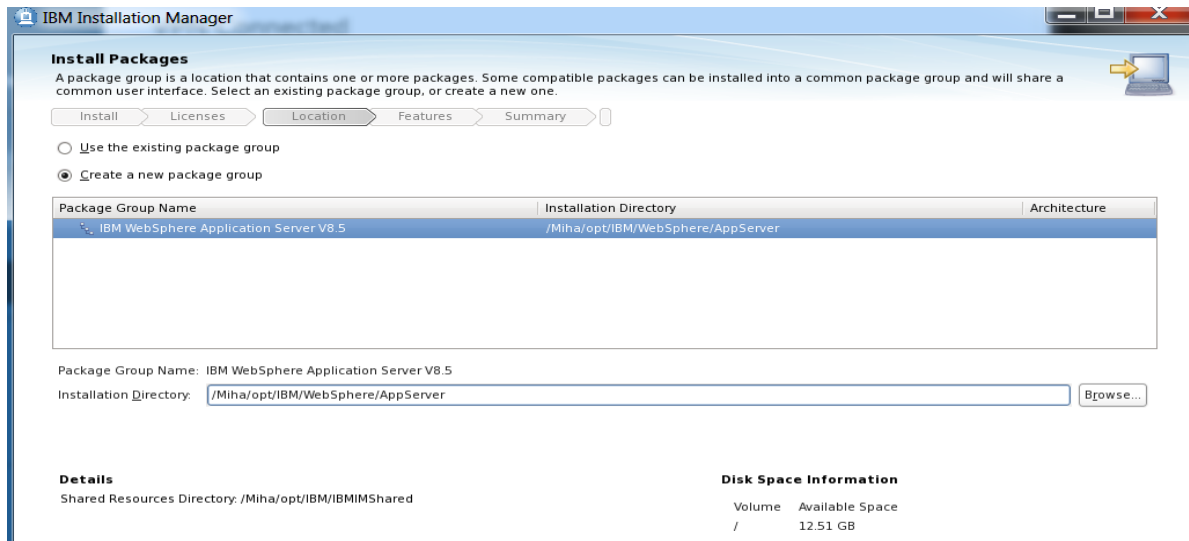 IBM Installation Manager
Install Packages
A package group is a location that contains one or more packages. Some compatible packages can be installed into a common package group and will share a
common user interface. Select an existing package group, or create a new one.
Install Licenses Location Features Summary
Use the existing package group
Create a new package group
Package Group Name Installation Directory Architecture
IBM WebSphere Application Server V8.5 /Miha/opt/IBM/WebSphere/AppServer
Package Group Name: IBM WebSphere Application Server V8.5
Installation Directory: /Miha/opt/IBM/WebSphere/AppServer Browse...
Details Disk Space Information
Shared Resources Directory: /Miha/opt/IBM/IBMIMShared
Volume Available Space
/ 12.51 GB